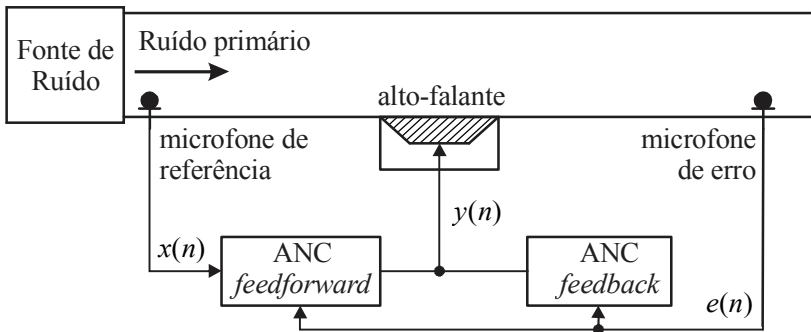 Fonte de
Ruído
Ruído primário
alto-falante
microfone de
referência
microfone
de erro
x(n)
y(n)
ANC
feedforward
ANC
feedback
e(n)